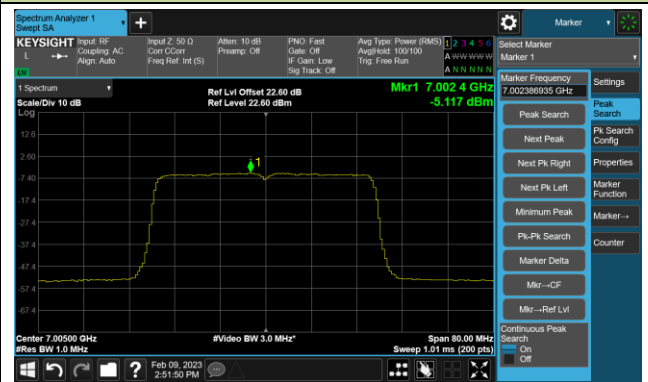 Spectrum Analyzer 1
Swept SA
+
Marker
KEYSIGHT
L
Input: RF
Coupling: AC
Align: Auto
Input Z: 50 Ω
Corr CCorr
Freq Ref: Int (S)
Atten: 10 dB
Preamp: Off
PNO: Fast
Gate: Off
IF Gain: Low
Sig Track: Off
Avg Type: Power (RMS)
Avg|Hold: 100/100
Trig: Free Run
1 2 3 4 5 6
A W W W W W
A N N N N N
Select Marker
Marker 1
1 Spectrum
Scale/Div 10 dB
Log
Ref Lvl Offset 22.60 dB
Ref Level 22.60 dBm
Mkr1 7.002 4 GHz
-5.117 dBm
12.6
2.60
-7.40
-17.4
-27.4
-37.4
-47.4
-57.4
-67.4
1
Center 7.00500 GHz
#Res BW 1.0 MHz
#Video BW 3.0 MHz*
Span 80.00 MHz
Sweep 1.01 ms (200 pts)
Marker Frequency
7.002386935 GHz
Peak Search
Next Peak
Next Pk Right
Next Pk Left
Minimum Peak
Pk-Pk Search
Marker Delta
Mkr→CF
Mkr→Ref Lvl
Continuous Peak
Search
On
Off
Settings
Peak
Search
Pk Search
Config
Properties
Marker
Function
Marker→
Counter
?
Feb 09, 2023
2:51:50 PM